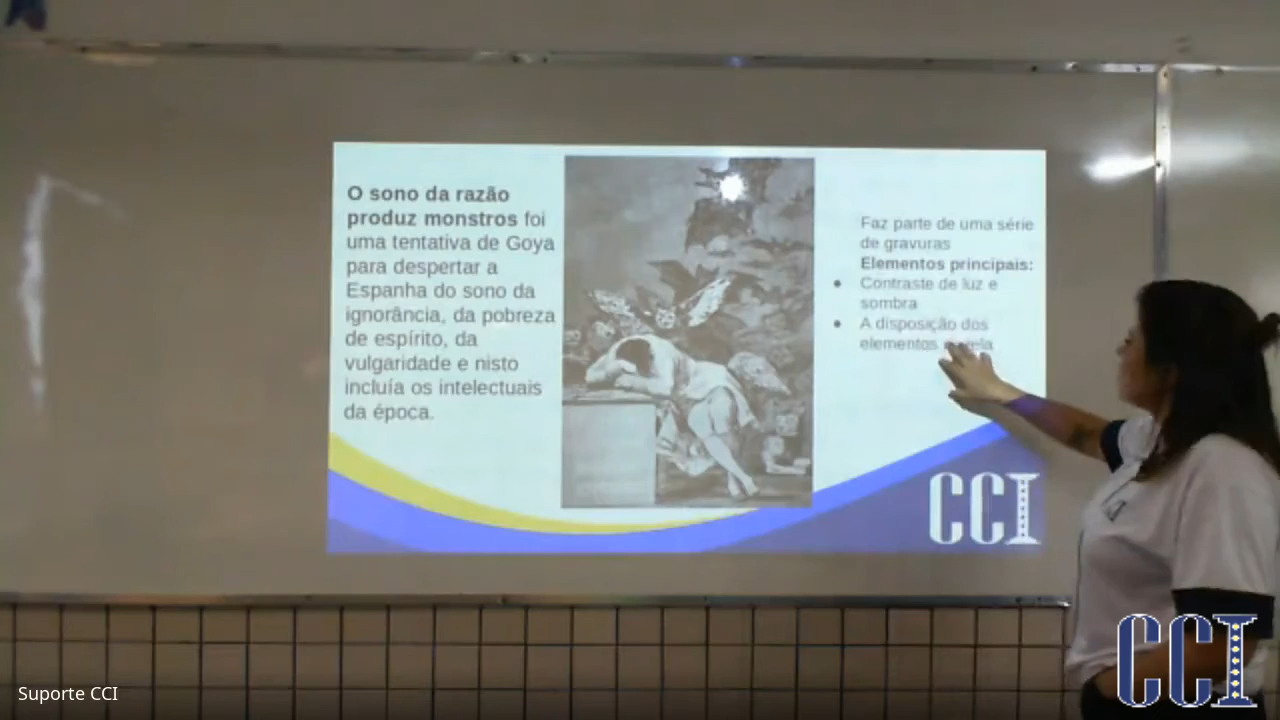 O sono da razão
produz monstros foi
uma tentativa de Goya
para despertar a
Espanha do sono da
ignorância, da pobreza
de espírito, da
vulgaridade e nisto
incluía os intelectuais
da época.
Faz parte de uma série
de gravuras
Elementos principais:
• Contraste de luz e
sombra
• A disposição dos
elementos
CCI
CCI
Suporte CCI